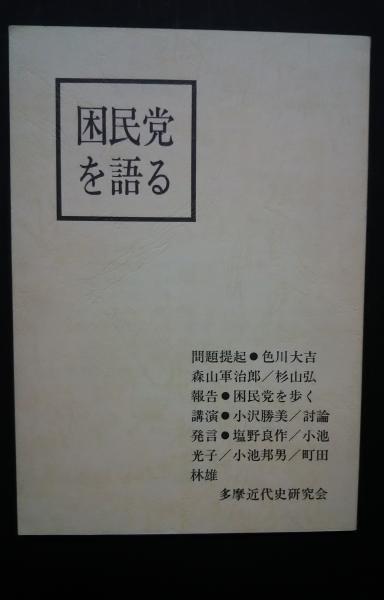 困民党
を語る
問題提起●色川大吉
森山軍治郎／杉山弘
報告●困民党を歩く
講演●小沢勝美／討論
発言●塩野良作／小池
光子／小池邦男／町田
林雄
多摩近代史研究会